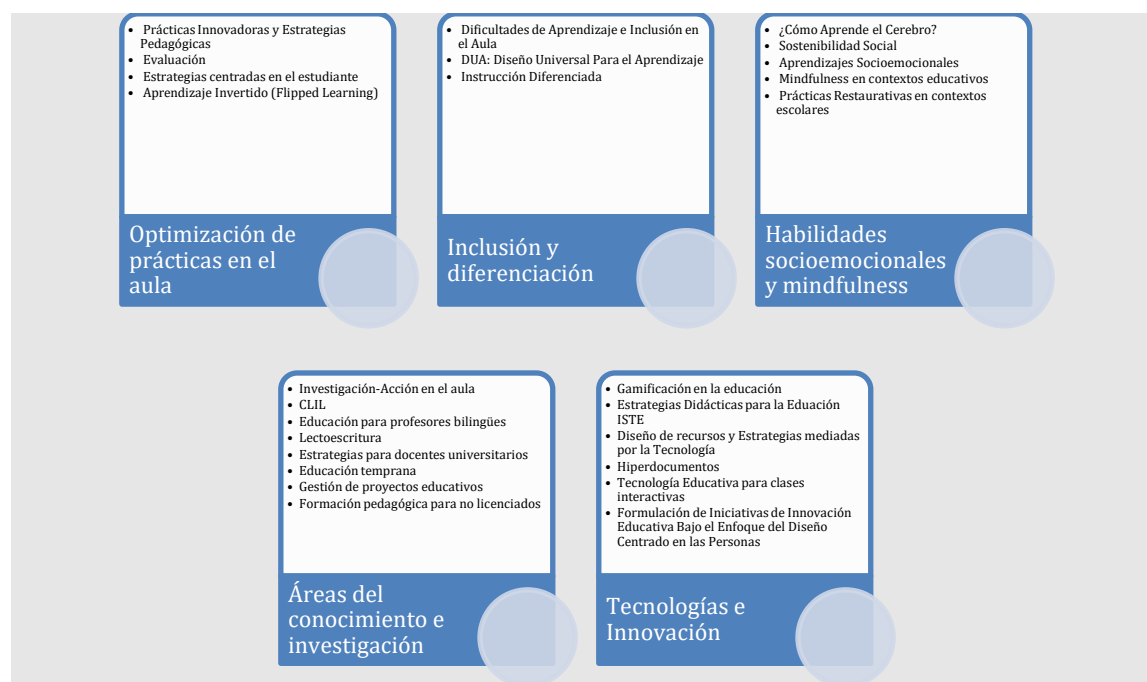 • Prácticas Innovadoras y Estrategias
Pedagógicas
• Evaluación
• Estrategias centradas en el estudiante
• Aprendizaje Invertido (Flipped Learning)
Optimización de
prácticas en el
aula
• Dificultades de Aprendizaje e Inclusión en
el Aula
• DUA: Diseño Universal Para el Aprendizaje
• Instrucción Diferenciada
Inclusión y
diferenciación
• ¿Cómo Aprende el Cerebro?
• Sostenibilidad Social
• Aprendizajes Socioemocionales
• Mindfulness en contextos educativos
• Prácticas Restaurativas en contextos
escolares
Habilidades
socioemocionales
y mindfulness
• Investigación-Acción en el aula
• CLIL
• Educación para profesores bilingües
• Lectoescritura
• Estrategias para docentes universitarios
• Educación temprana
• Gestión de proyectos educativos
• Formación pedagógica para no licenciados
Áreas del
conocimiento e
investigación
• Gamificación en la educación
• Estrategias Didácticas para la Eduación
ISTE
• Diseño de recursos y Estrategias mediadas
por la Tecnología
• Hiperdocumentos
• Tecnología Educativa para clases
interactivas
• Formulación de Iniciativas de Innovación
Educativa Bajo el Enfoque del Diseño
Centrado en las Personas
Tecnologías e
Innovación